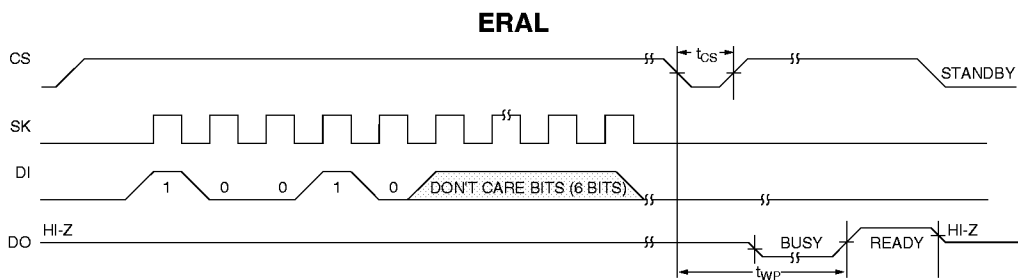 ERAL
CS
tCS
STANDBY
SK
DI
1 0 0 1 0 DON'T CARE BITS (6 BITS)
DO HI-Z BUSY READY HI-Z
tWP